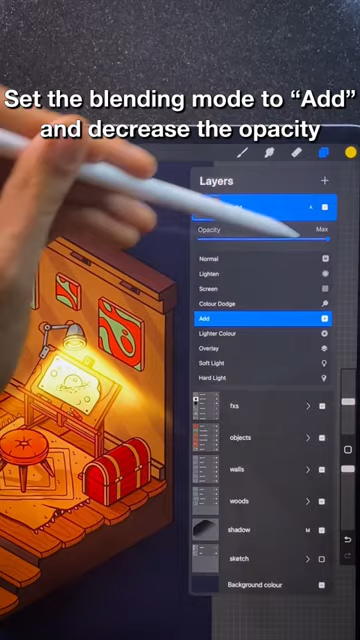 Set the blending mode to “Add”
and decrease the opacity
Layers
Opacity
Max
Normal
N
Lighten
Screen
Colour Dodge
Add
Lighter Colour
Overlay
Soft Light
Hard Light
fxs
objects
walls
woods
shadow
M
sketch
Background colour